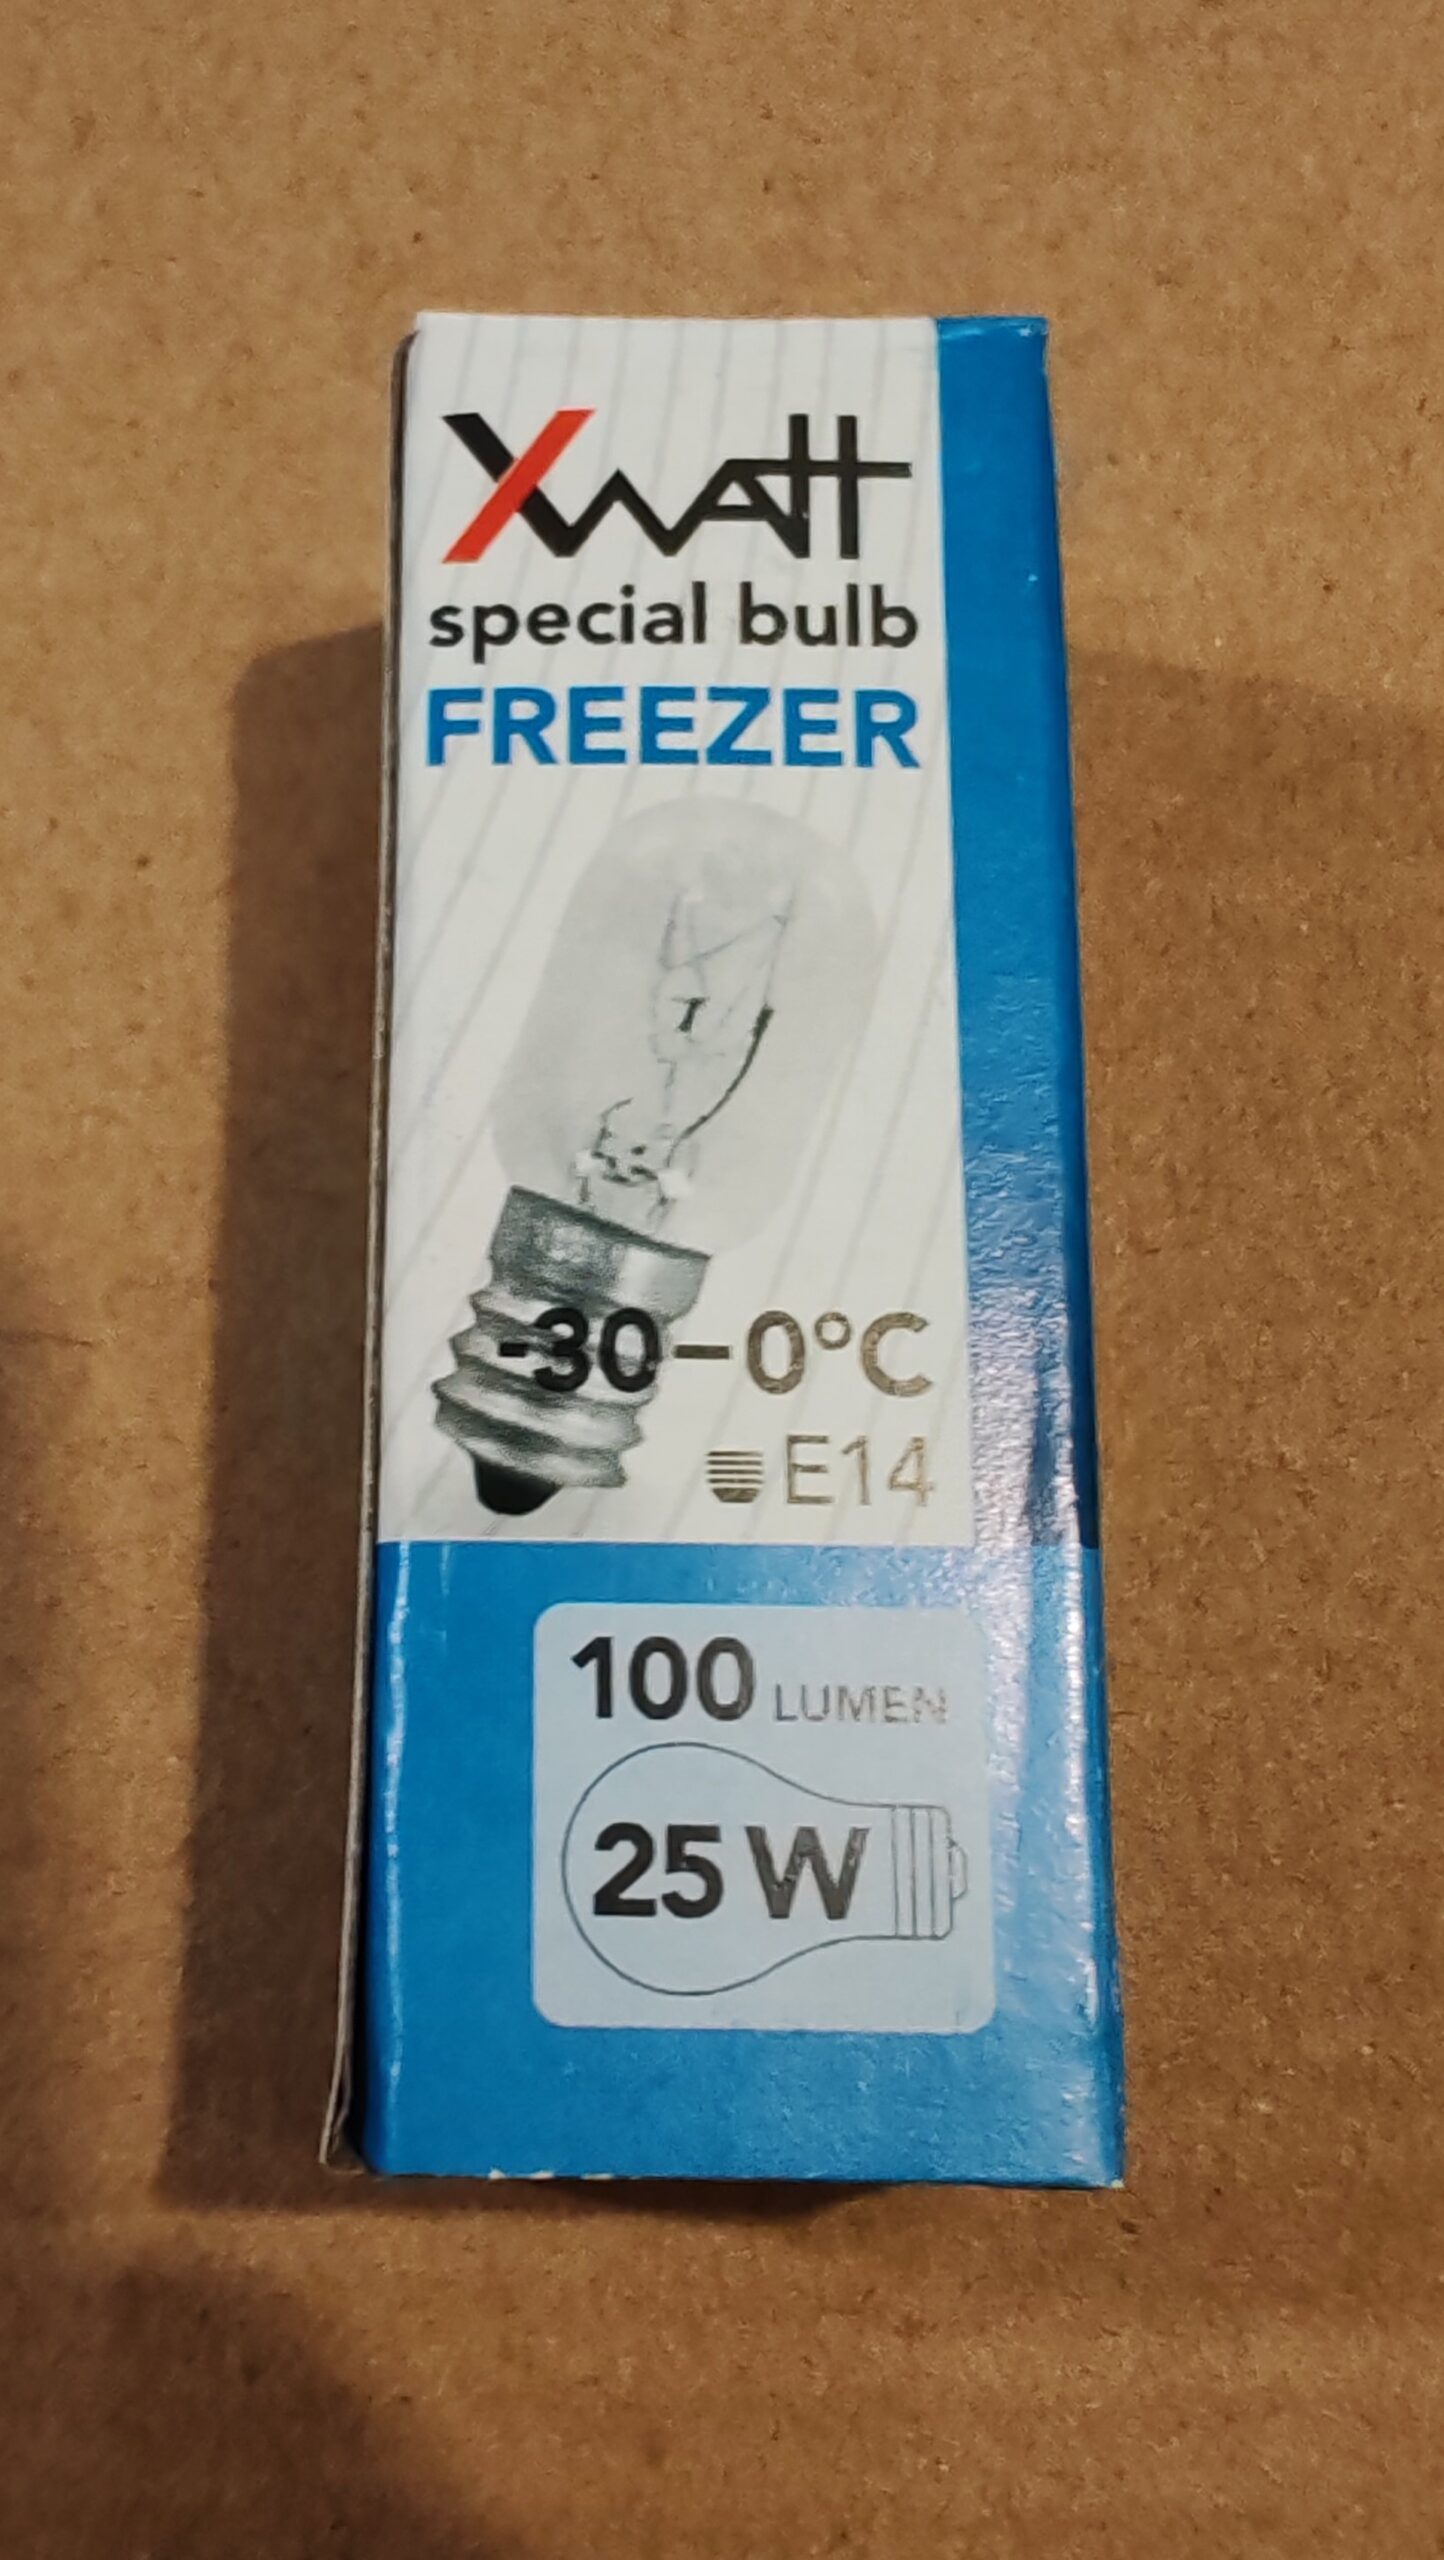 XWATT
special bulb
FREEZER
-30–0°C
E14
100 LUMEN
25 W